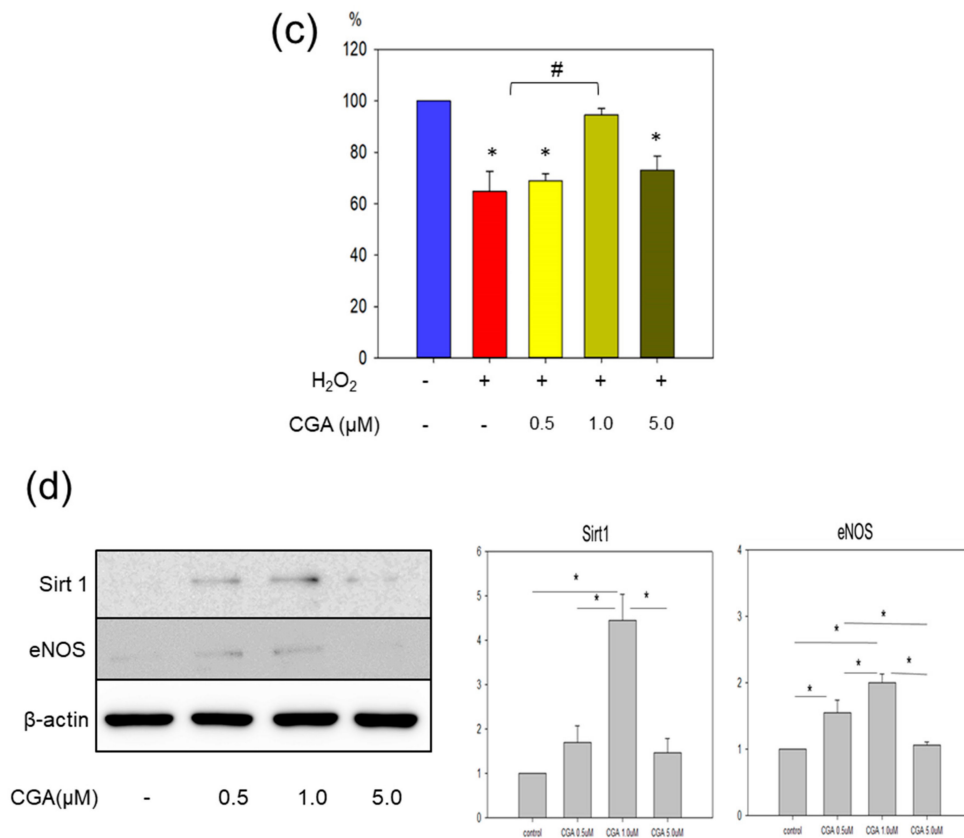 (c)
%
120
100
80
60
40
20
0
#
* * *
H₂O₂ - + + + +
CGA (μM) - - 0.5 1.0 5.0
(d)
Sirt 1
eNOS
β-actin
CGA(μM) - 0.5 1.0 5.0
Sirt1
6
5
4
3
2
1
0
* * *
control CGA 0.5uM CGA 1.0uM CGA 5.0uM
eNOS
4
3
2
1
0
* * * * *
control CGA 0.5uM CGA 1.0uM CGA 5.0uM